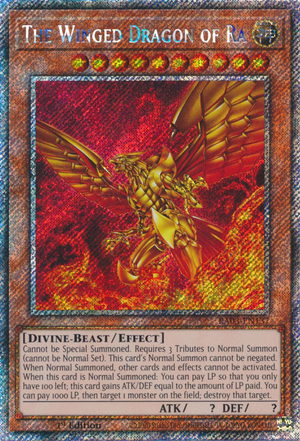 THE WINGED DRAGON OF RA
[DIVINE-BEAST/EFFECT]
Cannot be Special Summoned. Requires 3 Tributes to Normal Summon
(cannot be Normal Set). This card's Normal Summon cannot be negated.
When Normal Summoned, other cards and effects cannot be activated.
When this card is Normal Summoned: You can pay LP so that you only
have 100 left; this card gains ATK/DEF equal to the amount of LP paid. You
can pay 1000 LP, then target 1 monster on the field; destroy that target.
ATK/ ? DEF/ ?
1st Edition